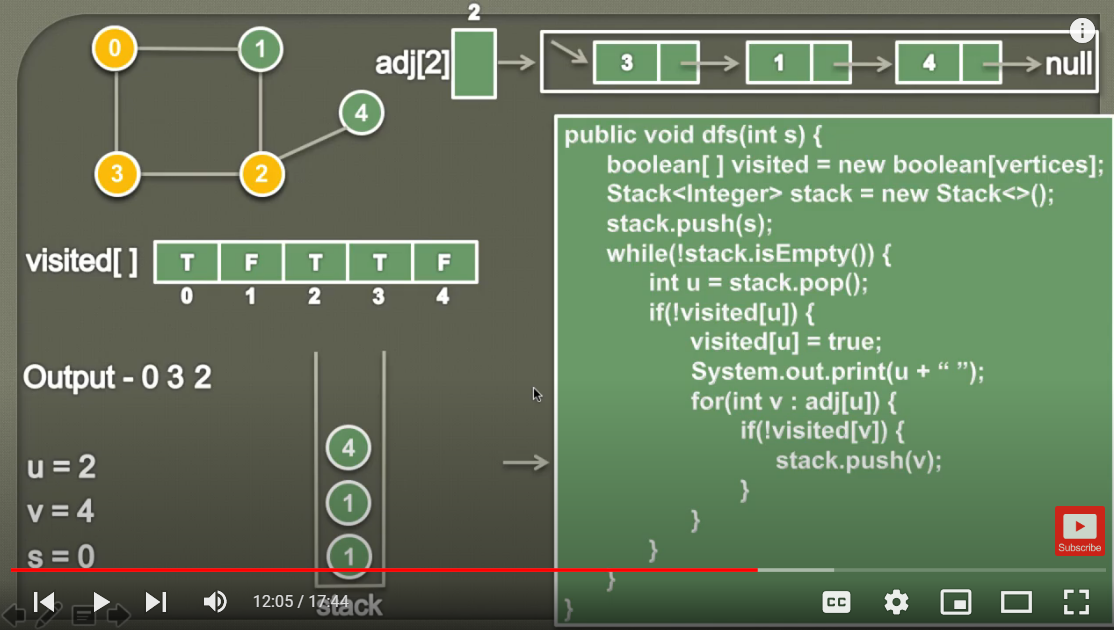 2
0
1
adj[2]
3
1
4
null
4
3
2
public void dfs(int s) {
boolean[ ] visited = new boolean[vertices];
Stack<Integer> stack = new Stack<>();
stack.push(s);
while(!stack.isEmpty()) {
int u = stack.pop();
if(!visited[u]) {
visited[u] = true;
System.out.print(u + “ ”);
for(int v : adj[u]) {
if(!visited[v]) {
stack.push(v);
}
}
}
}
}
visited[ ]
T F T T F
0 1 2 3 4
Output - 0 3 2
u = 2
v = 4
s = 0
4
1
1
stack
Subscribe
12:05 / 17:44
CC